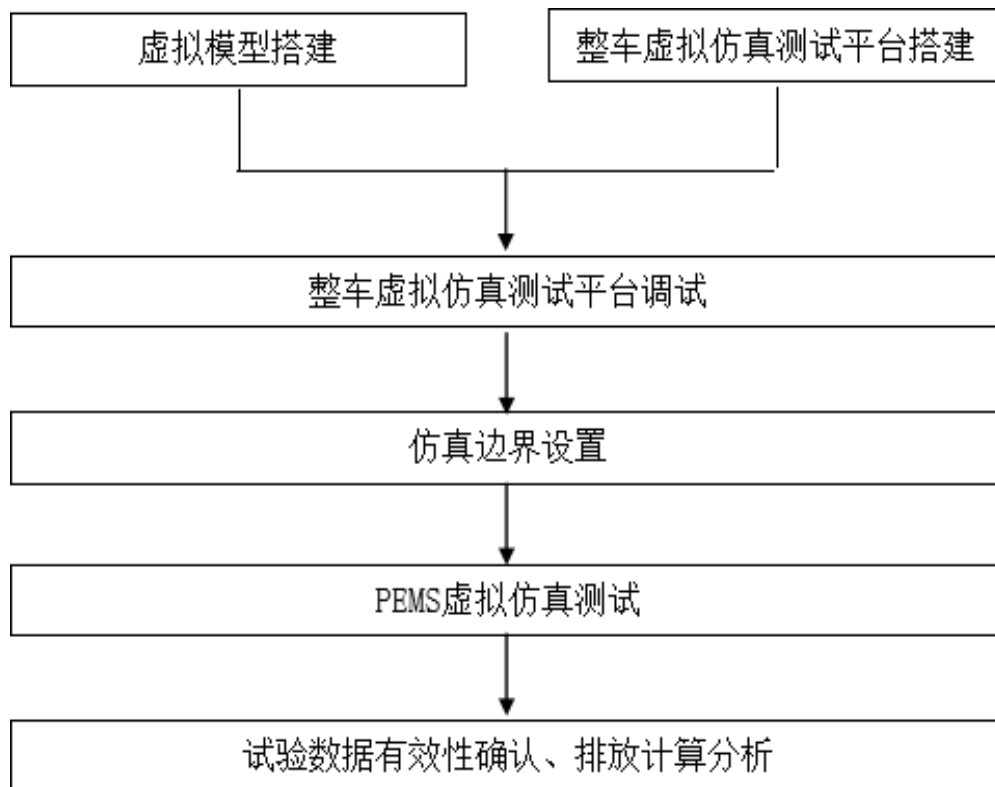 虚拟模型搭建
整车虚拟仿真测试平台搭建
整车虚拟仿真测试平台调试
仿真边界设置
PEMS虚拟仿真测试
试验数据有效性确认、排放计算分析